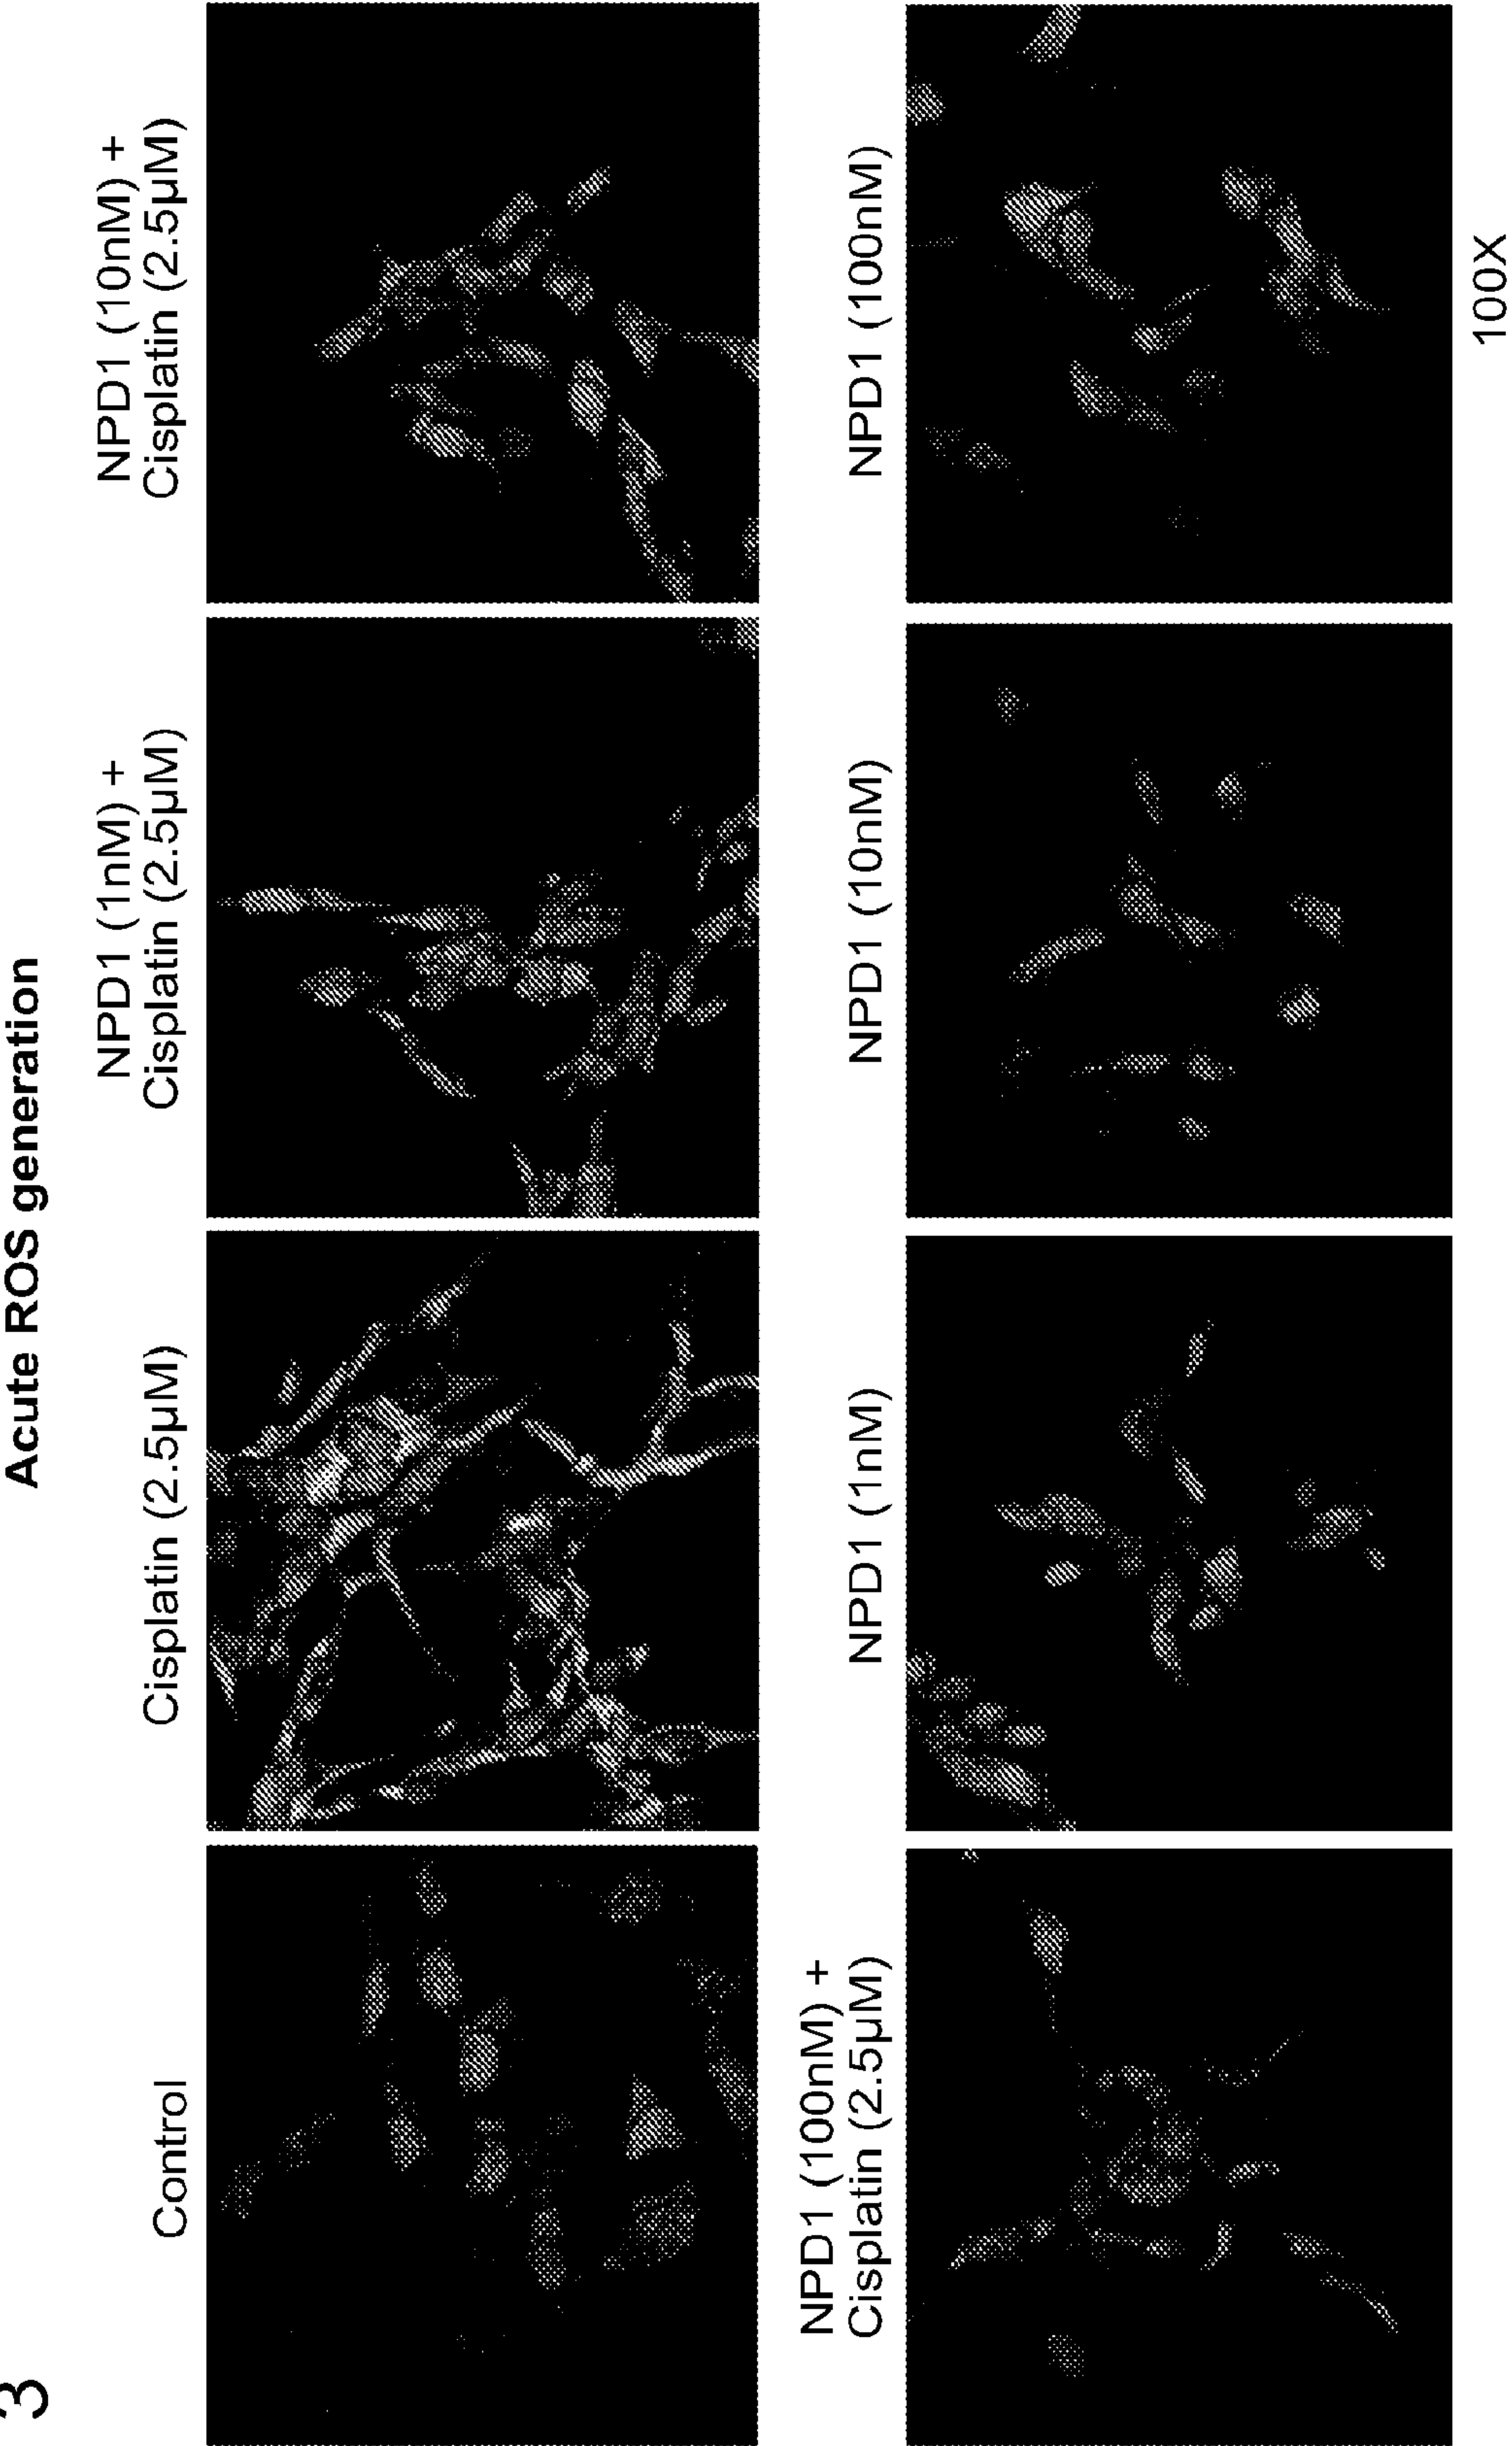 3
Acute ROS generation
Control
Cisplatin (2.5µM)
NPD1 (1nM) +
Cisplatin (2.5µM)
NPD1 (10nM) +
Cisplatin (2.5µM)
NPD1 (100nM) +
Cisplatin (2.5µM)
NPD1 (1nM)
NPD1 (10nM)
NPD1 (100nM)
100X